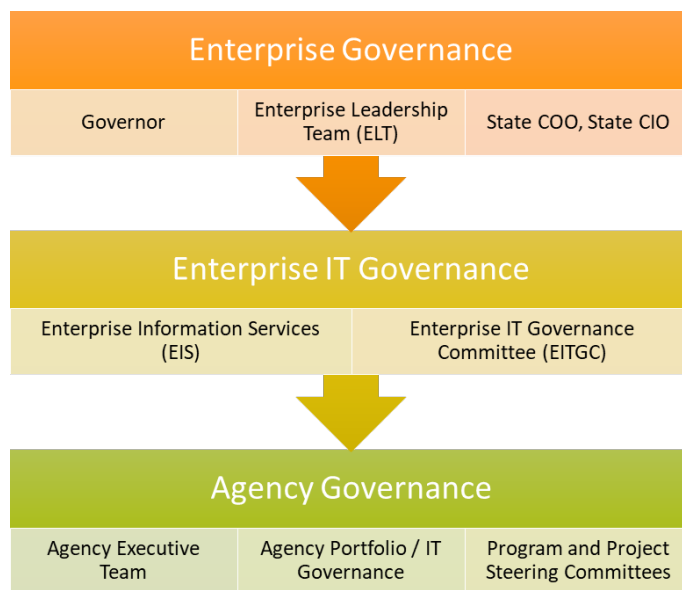 Enterprise Governance
Governor
Enterprise Leadership
Team (ELT)
State COO, State CIO
Enterprise IT Governance
Enterprise Information Services
(EIS)
Enterprise IT Governance
Committee (EITGC)
Agency Governance
Agency Executive
Team
Agency Portfolio / IT
Governance
Program and Project
Steering Committees